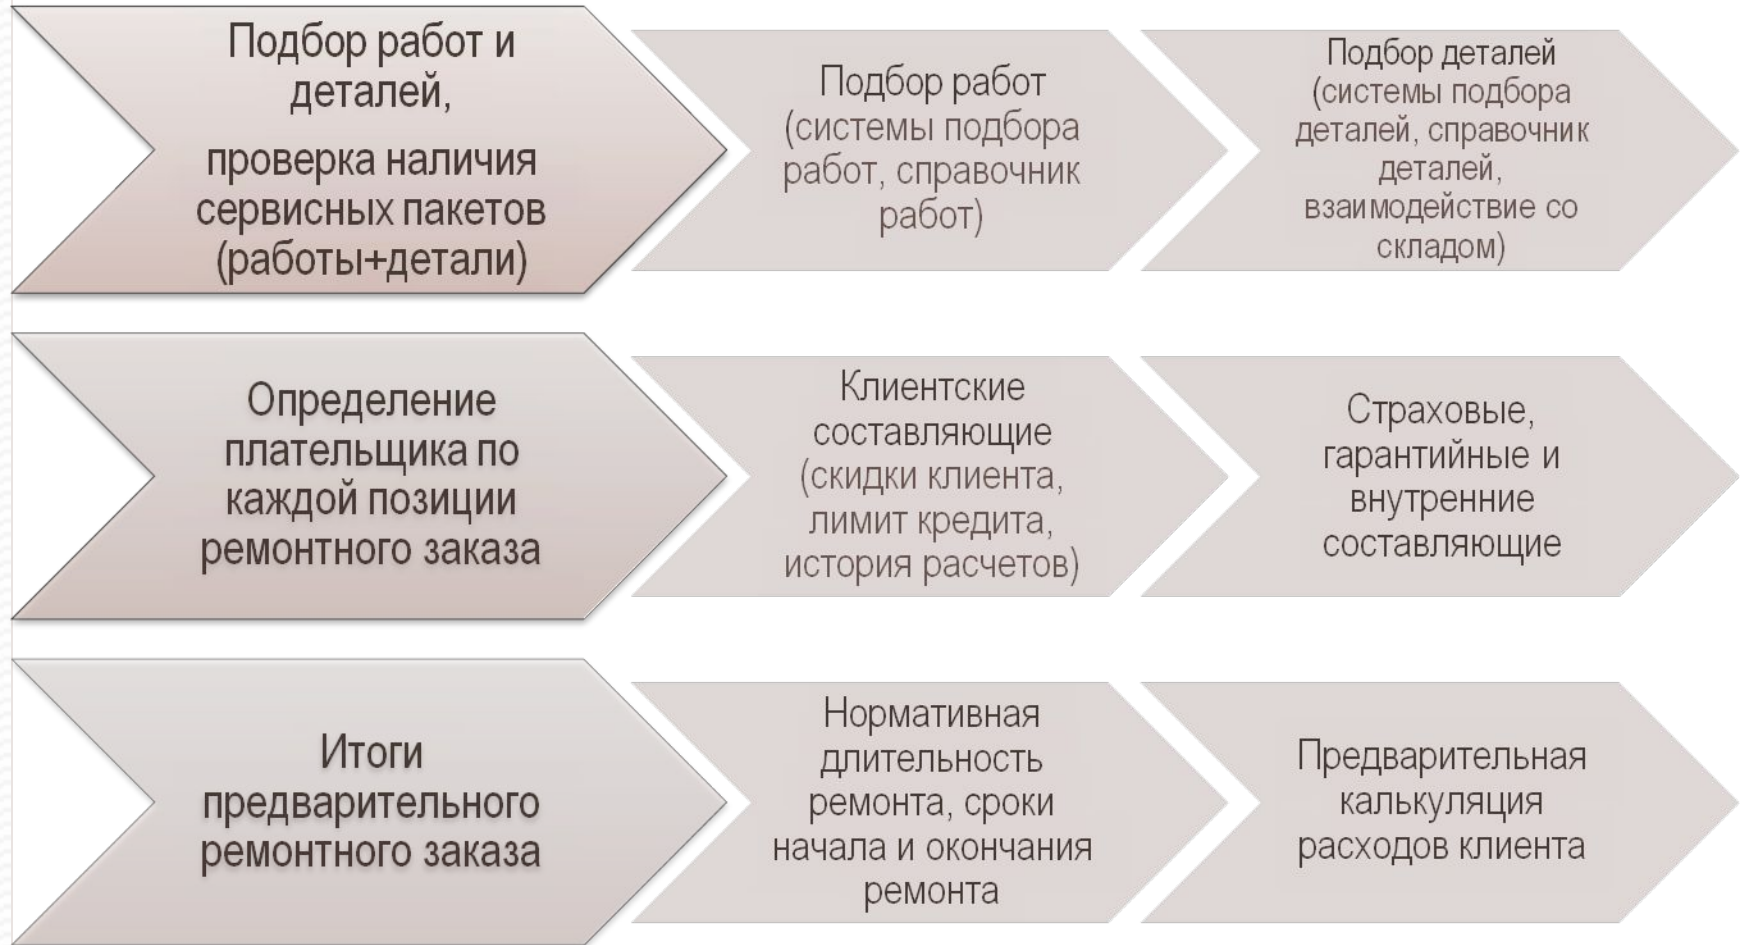 Подбор работ и
деталей,
проверка наличия
сервисных пакетов
(работы+детали)
Подбор работ
(системы подбора
работ, справочник
работ)
Подбор деталей
(системы подбора
деталей, справочник
деталей,
взаимодействие со
складом)
Определение
плательщика по
каждой позиции
ремонтного заказа
Клиентские
составляющие
(скидки клиента,
лимит кредита,
история расчетов)
Страховые,
гарантийные и
внутренние
составляющие
Итоги
предварительного
ремонтного заказа
Нормативная
длительность
ремонта, сроки
начала и окончания
ремонта
Предварительная
калькуляция
расходов клиента